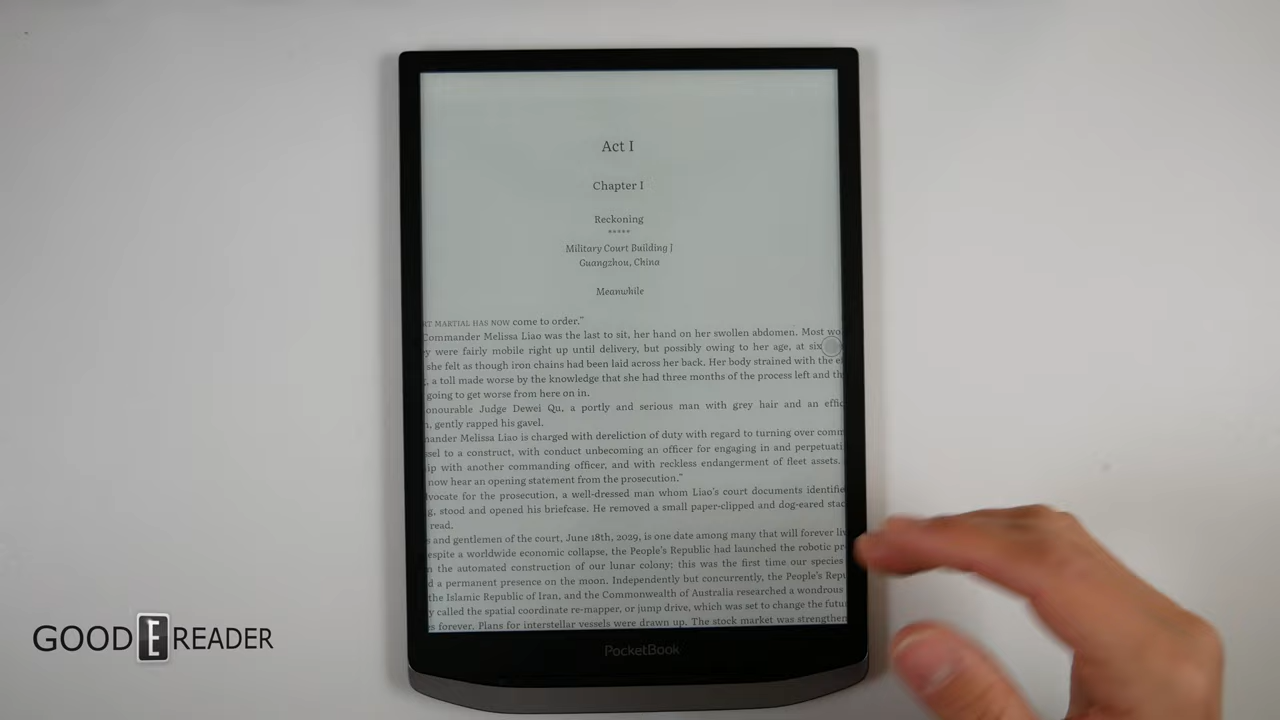 Act I
Chapter I
Reckoning
*****
Military Court Building J
Guangzhou, China
Meanwhile
RT MARTIAL HAS NOW come to order.”
Commander Melissa Liao was the last to sit, her hand on her swollen abdomen. Most wo
y were fairly mobile right up until delivery, but possibly owing to her age, at six
she felt as though iron chains had been laid across her back. Her body strained with the e
, a toll made worse by the knowledge that she had three months of the process left and th
going to get worse from here on in.
onourable Judge Dewei Qu, a portly and serious man with grey hair and an effic
, gently rapped his gavel.
mander Melissa Liao is charged with dereliction of duty with regard to turning over comm
sel to a construct, with conduct unbecoming an officer for engaging in and perpetuati
ip with another commanding officer, and with reckless endangerment of fleet assets.
now hear an opening statement from the prosecution.”
dvocate for the prosecution, a well-dressed man whom Liao’s court documents identifie
g, stood and opened his briefcase. He removed a small paper-clipped and dog-eared stac
read.
s and gentlemen of the court, June 18th, 2029, is one date among many that will forever liv
espite a worldwide economic collapse, the People’s Republic had launched the robotic pr
n the automated construction of our lunar colony; this was the first time our species
d a permanent presence on the moon. Independently but concurrently, the People’s Repu
the Islamic Republic of Iran, and the Commonwealth of Australia researched a wondrous
y called the spatial coordinate re-mapper, or jump drive, which was set to change the futu
s forever. Plans for interstellar vessels were drawn up. The stock market was strengthen
PocketBook
GOOD E READER